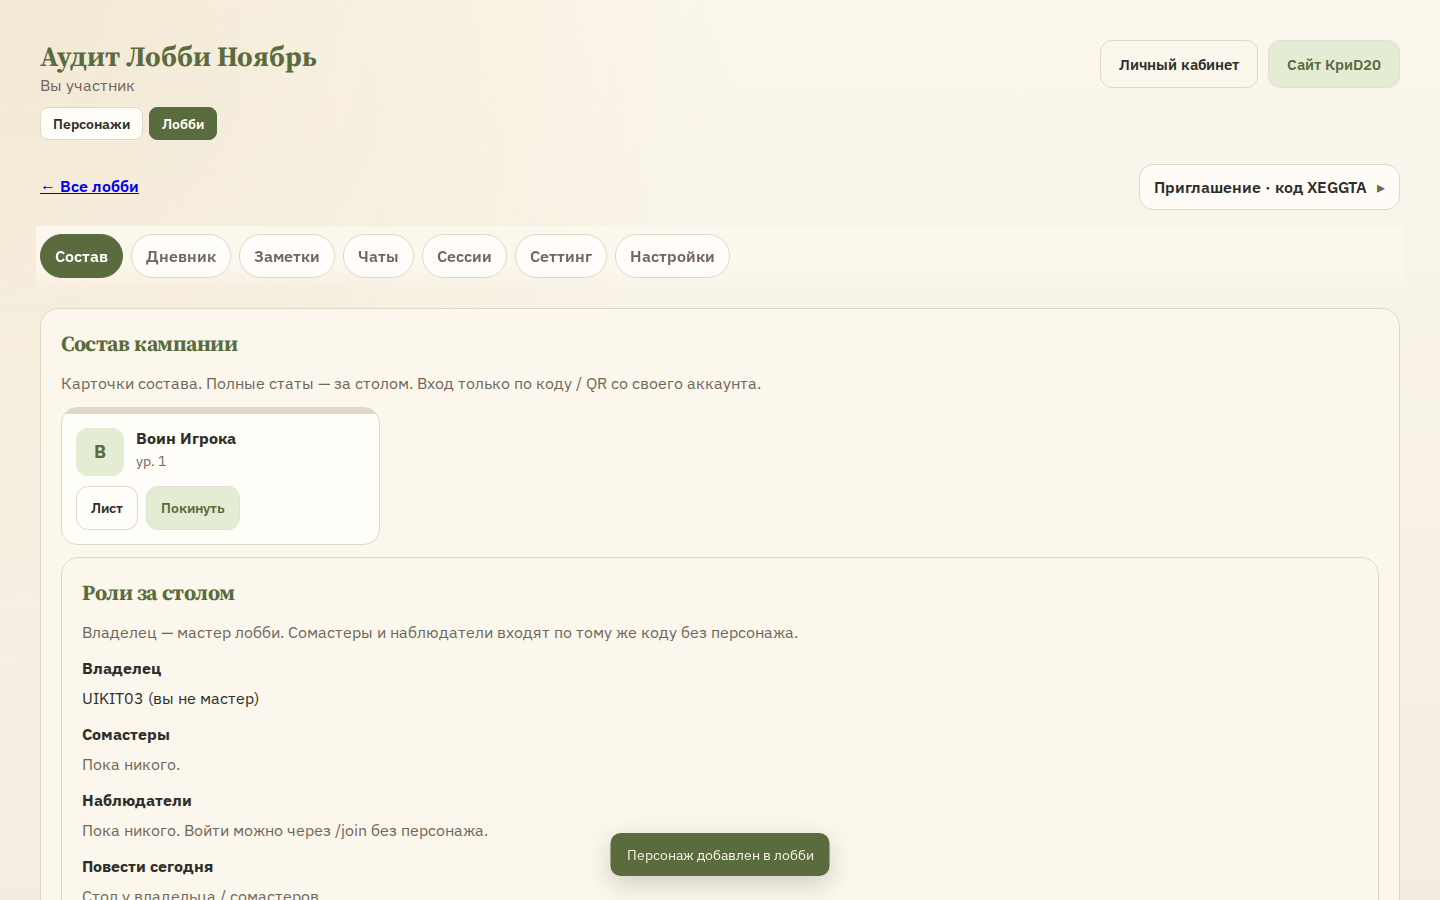 Аудит Лобби Ноябрь
Вы участник
Личный кабинет
Сайт КриD20
Персонажи
Лобби
← Все лобби
Приглашение · код XEGGTA ▸
Состав
Дневник
Заметки
Чаты
Сессии
Сеттинг
Настройки
Состав кампании
Карточки состава. Полные статы — за столом. Вход только по коду / QR со своего аккаунта.
В
Воин Игрока
ур. 1
Лист
Покинуть
Роли за столом
Владелец — мастер лобби. Сомастеры и наблюдатели входят по тому же коду без персонажа.
Владелец
UIKIT03 (вы не мастер)
Сомастеры
Пока никого.
Наблюдатели
Пока никого. Войти можно через /join без персонажа.
Повести сегодня
Стол у владельца / сомастеров
Персонаж добавлен в лобби